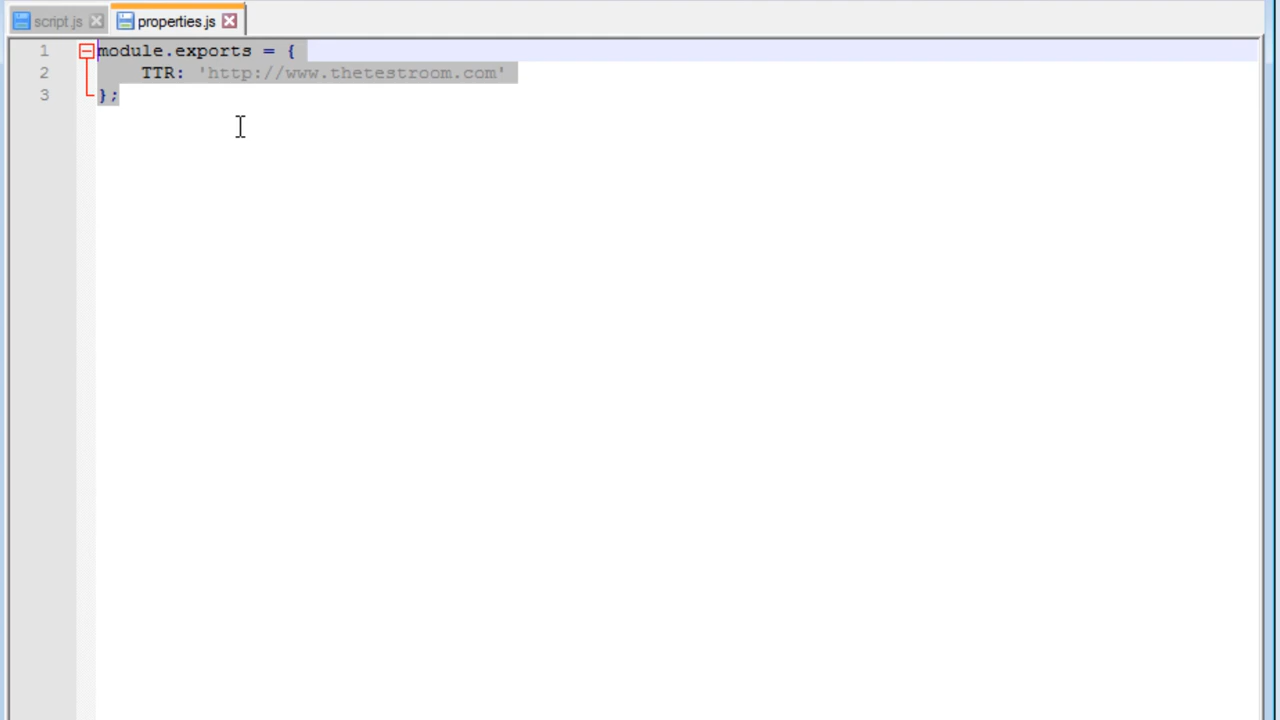 script.js properties.js
1 module.exports = {
2 TTR: 'http://www.thetestroom.com'
3 };